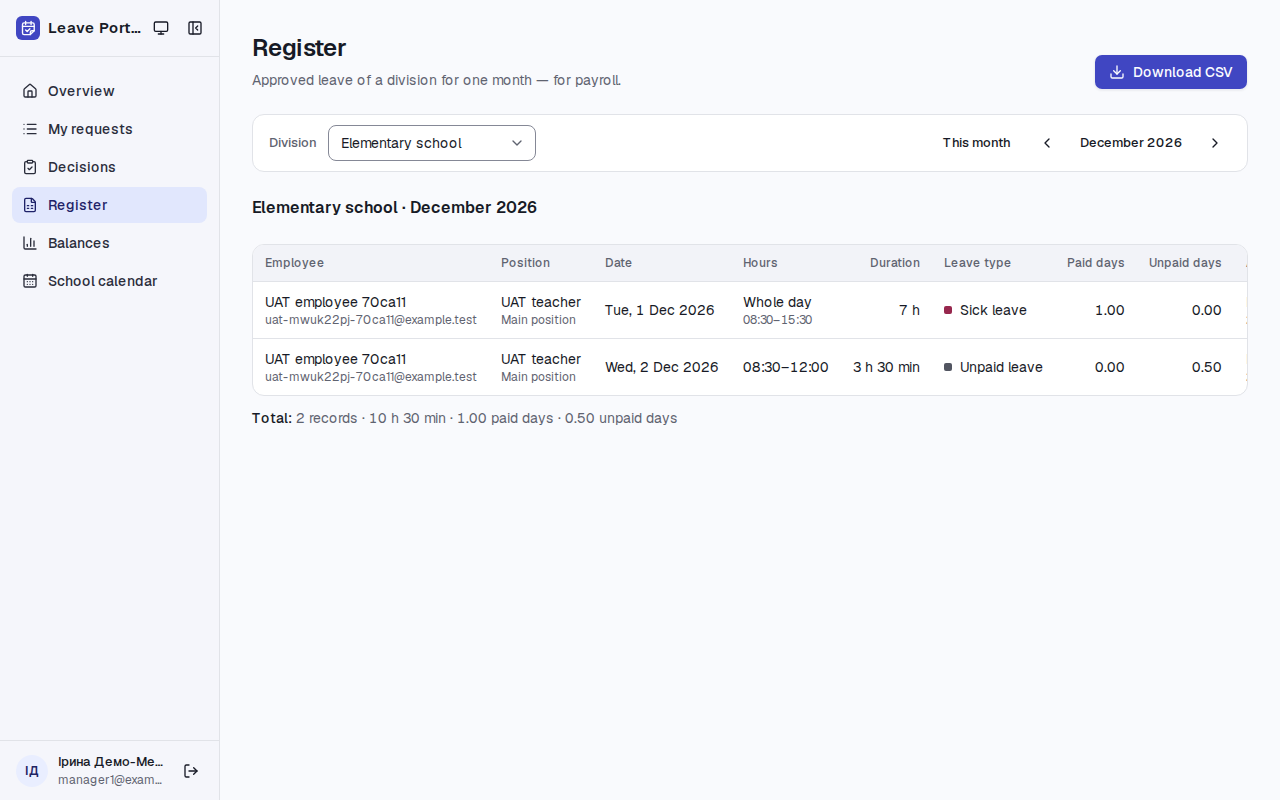 Leave Port…
Overview
My requests
Decisions
Register
Balances
School calendar
Ірина Демо-Ме…
manager1@exam…
ІД
Register
Approved leave of a division for one month — for payroll.
Download CSV
Division
Elementary school
This month
December 2026
Elementary school · December 2026
Employee Position Date Hours Duration Leave type Paid days Unpaid days
UAT employee 70ca11 UAT teacher Tue, 1 Dec 2026 Whole day 7 h Sick leave 1.00 0.00
uat-mwuk22pj-70ca11@example.test Main position 08:30–15:30
UAT employee 70ca11 UAT teacher Wed, 2 Dec 2026 08:30–12:00 3 h 30 min Unpaid leave 0.00 0.50
uat-mwuk22pj-70ca11@example.test Main position
Total: 2 records · 10 h 30 min · 1.00 paid days · 0.50 unpaid days